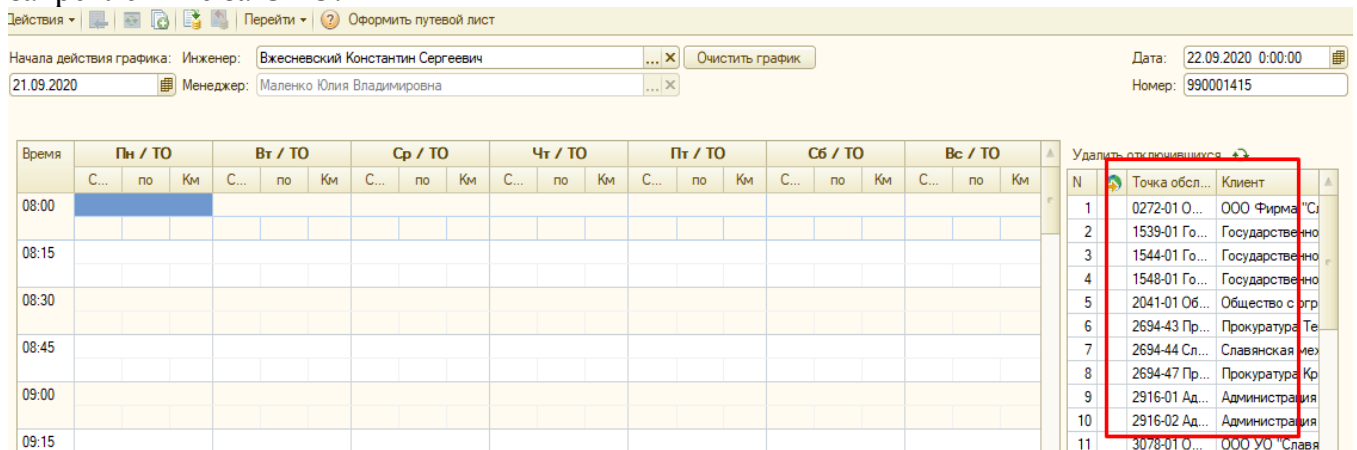 Действия Перейти Оформить путевой лист
Начала действия графика: Инженер: Вжесневский Константин Сергеевич ... Очистить график Дата: 22.09.2020 0:00:00
21.09.2020 Менеджер: Маленко Юлия Владимировна ... Номер: 990001415
Время Пн / ТО Вт / ТО Ср / ТО Чт / ТО Пт / ТО Сб / ТО Вс / ТО Удалить отключившихся
С... по Км С... по Км С... по Км С... по Км С... по Км С... по Км С... по Км N Точка обсл... Клиент
08:00 1 0272-01 О... ООО Фирма "Сл
2 1539-01 Го... Государственно
08:15 3 1544-01 Го... Государственно
4 1548-01 Го... Государственно
08:30 5 2041-01 Об... Общество с огр
6 2694-43 Пр... Прокуратура Те
08:45 7 2694-44 Сл... Славянская меж
8 2694-47 Пр... Прокуратура Кр
09:00 9 2916-01 Ад... Администрация
10 2916-02 Ад... Администрация
09:15 11 3078-01 О... ООО УО "Славя